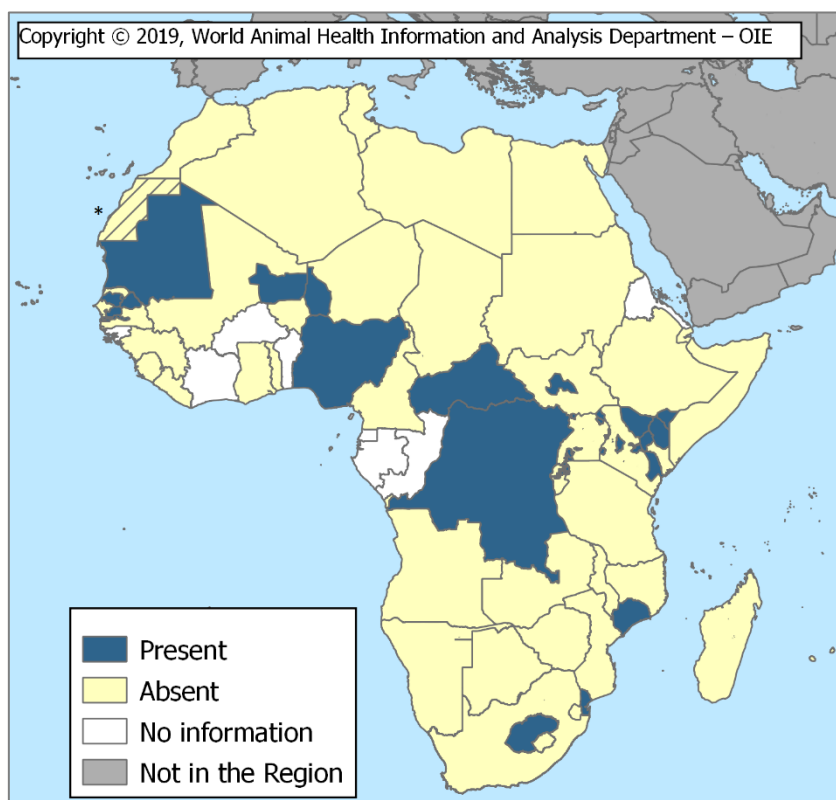 Copyright © 2019, World Animal Health Information and Analysis Department – OIE
*
Present
Absent
No information
Not in the Region